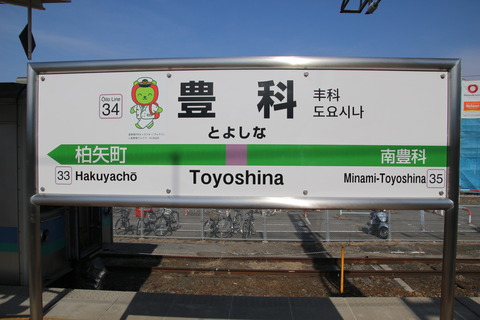 Oito Line
34
豊科
とよしな
丰科
도요시나
柏矢町
33 Hakuyachō
Toyoshina
南豊科
Minami-Toyoshina 35